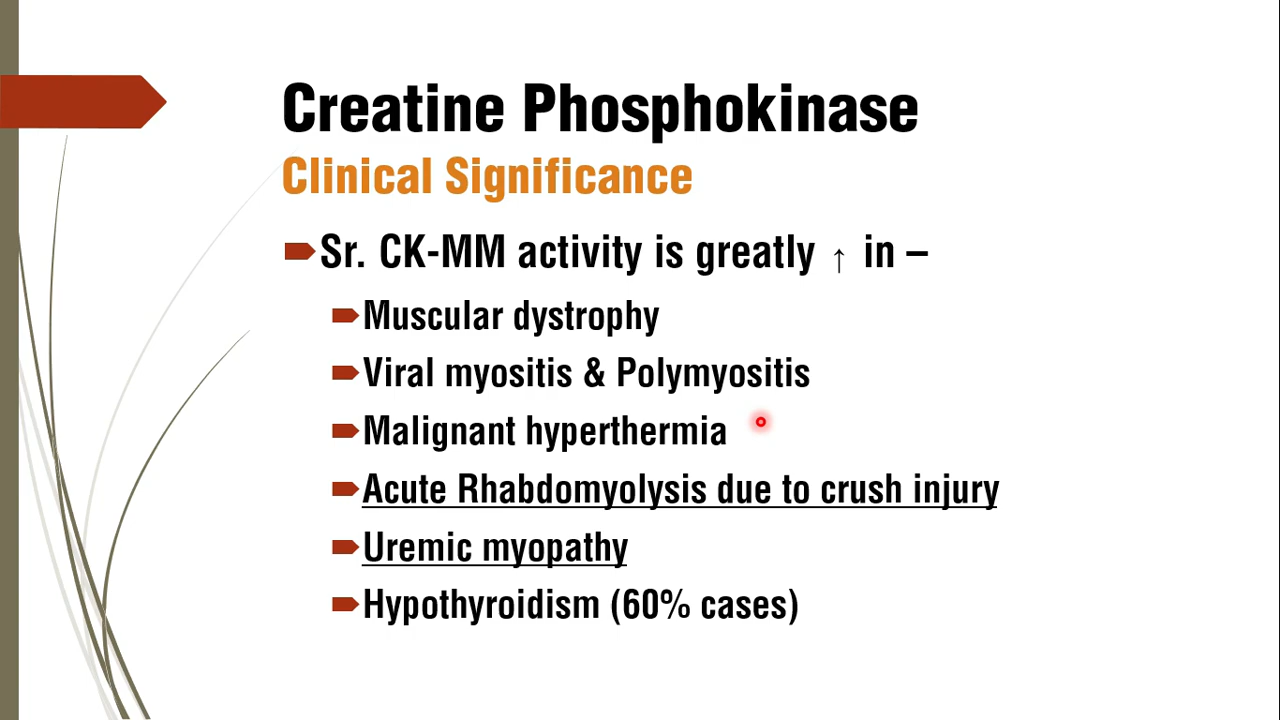 Creatine Phosphokinase
Clinical Significance
Sr. CK-MM activity is greatly ↑ in –
Muscular dystrophy
Viral myositis & Polymyositis
Malignant hyperthermia
Acute Rhabdomyolysis due to crush injury
Uremic myopathy
Hypothyroidism (60% cases)